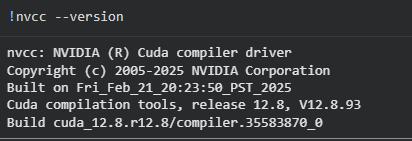 !nvcc --version
nvcc: NVIDIA (R) Cuda compiler driver
Copyright (c) 2005-2025 NVIDIA Corporation
Built on Fri_Feb_21_20:23:50_PST_2025
Cuda compilation tools, release 12.8, V12.8.93
Build cuda_12.8.r12.8/compiler.35583870_0